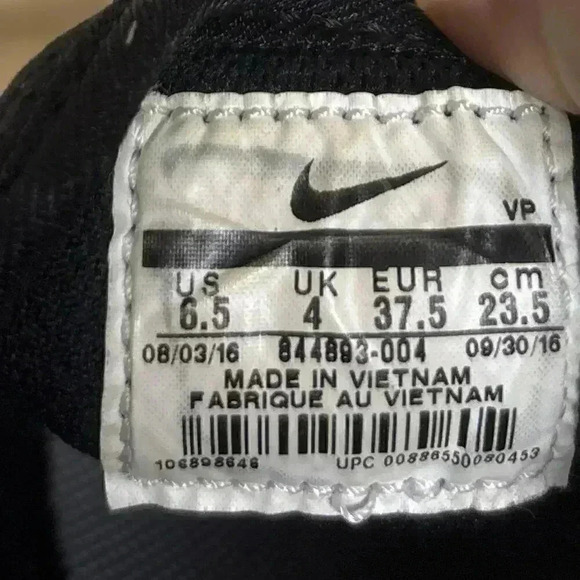 VP
US UK EUR cm
6.5 4 37.5 23.5
08/03/16 844893-004 09/30/16
MADE IN VIETNAM
FABRIQUE AU VIETNAM
106898646 UPC 00886550080453